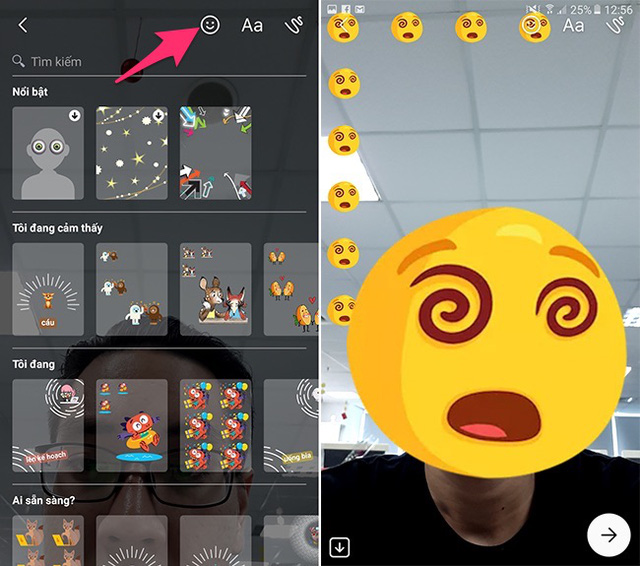 Aa
Tìm kiếm
Nổi bật
Tôi đang cảm thấy
cáu
Tôi đang
lên kế hoạch
uống bia
Ai sẵn sàng?
25% 12:56
Aa